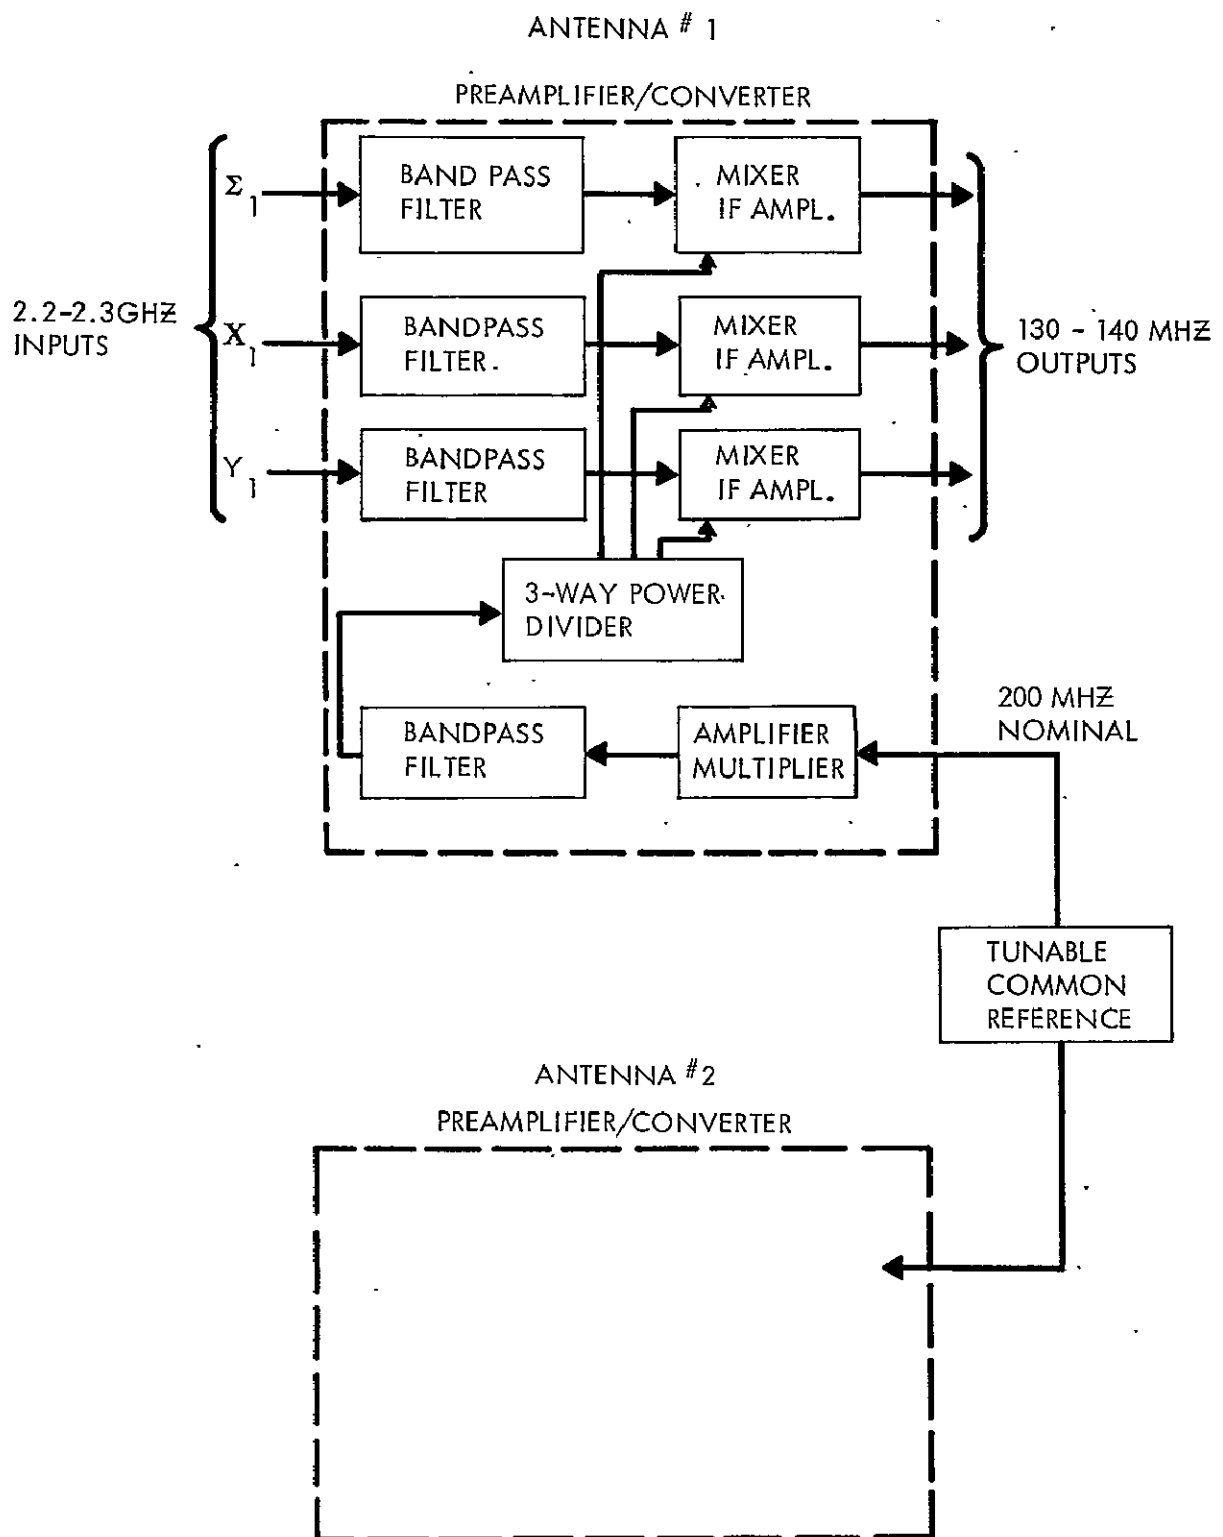 ANTENNA # 1
PREAMPLIFIER/CONVERTER
Σ1
BAND PASS
FILTER
MIXER
IF AMPL.
2.2-2.3GHZ
INPUTS
X1
BANDPASS
FILTER.
MIXER
IF AMPL.
130 - 140 MHZ
OUTPUTS
Y1
BANDPASS
FILTER
MIXER
IF AMPL.
3-WAY POWER
DIVIDER
200 MHZ
NOMINAL
BANDPASS
FILTER
AMPLIFIER
MULTIPLIER
TUNABLE
COMMON
REFERENCE
ANTENNA #2
PREAMPLIFIER/CONVERTER